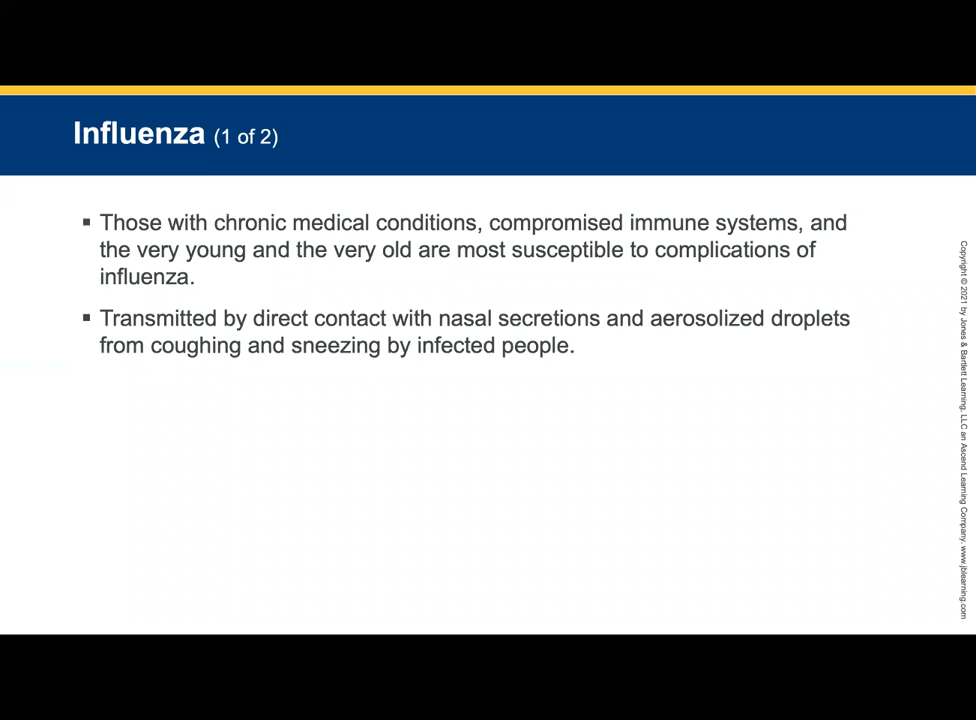 Influenza (1 of 2)
▪ Those with chronic medical conditions, compromised immune systems, and
the very young and the very old are most susceptible to complications of
influenza.
▪ Transmitted by direct contact with nasal secretions and aerosolized droplets
from coughing and sneezing by infected people.
Copyright © 2021 by Jones & Bartlett Learning, LLC an Ascend Learning Company. www.jblearning.com